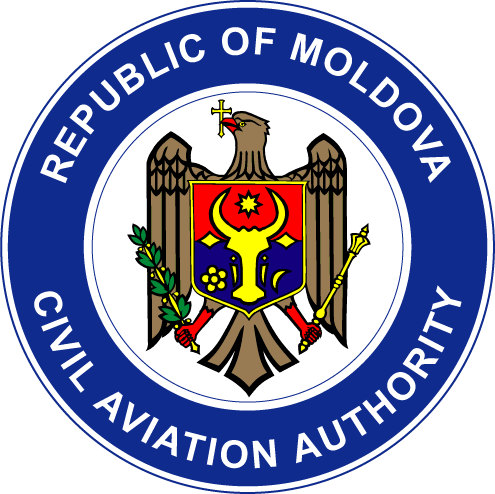 REPUBLIC OF MOLDOVA
CIVIL AVIATION AUTHORITY